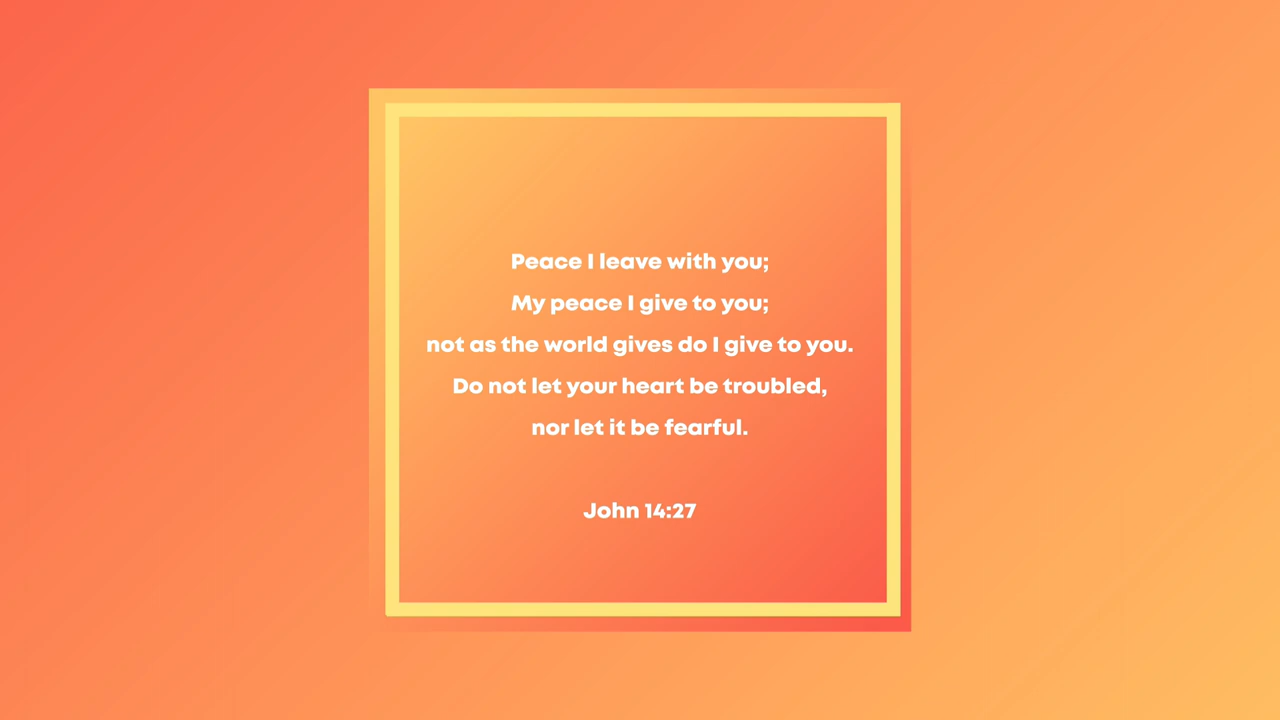 Peace I leave with you;
My peace I give to you;
not as the world gives do I give to you.
Do not let your heart be troubled,
nor let it be fearful.
John 14:27